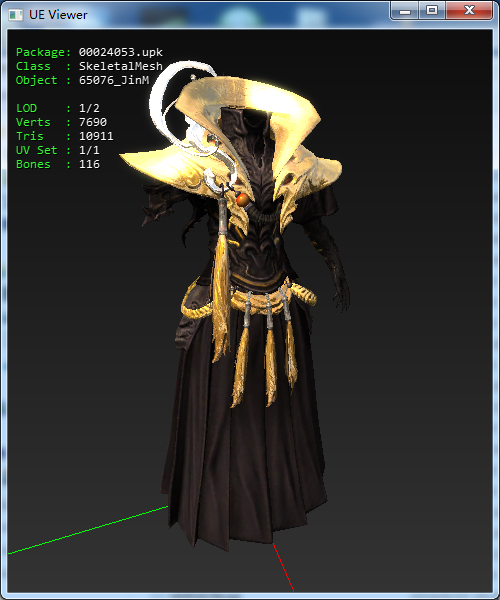 UE Viewer
Package: 00024053.upk
Class : SkeletalMesh
Object : 65076_JinM
LOD : 1/2
Verts : 7690
Tris : 10911
UV Set : 1/1
Bones : 116